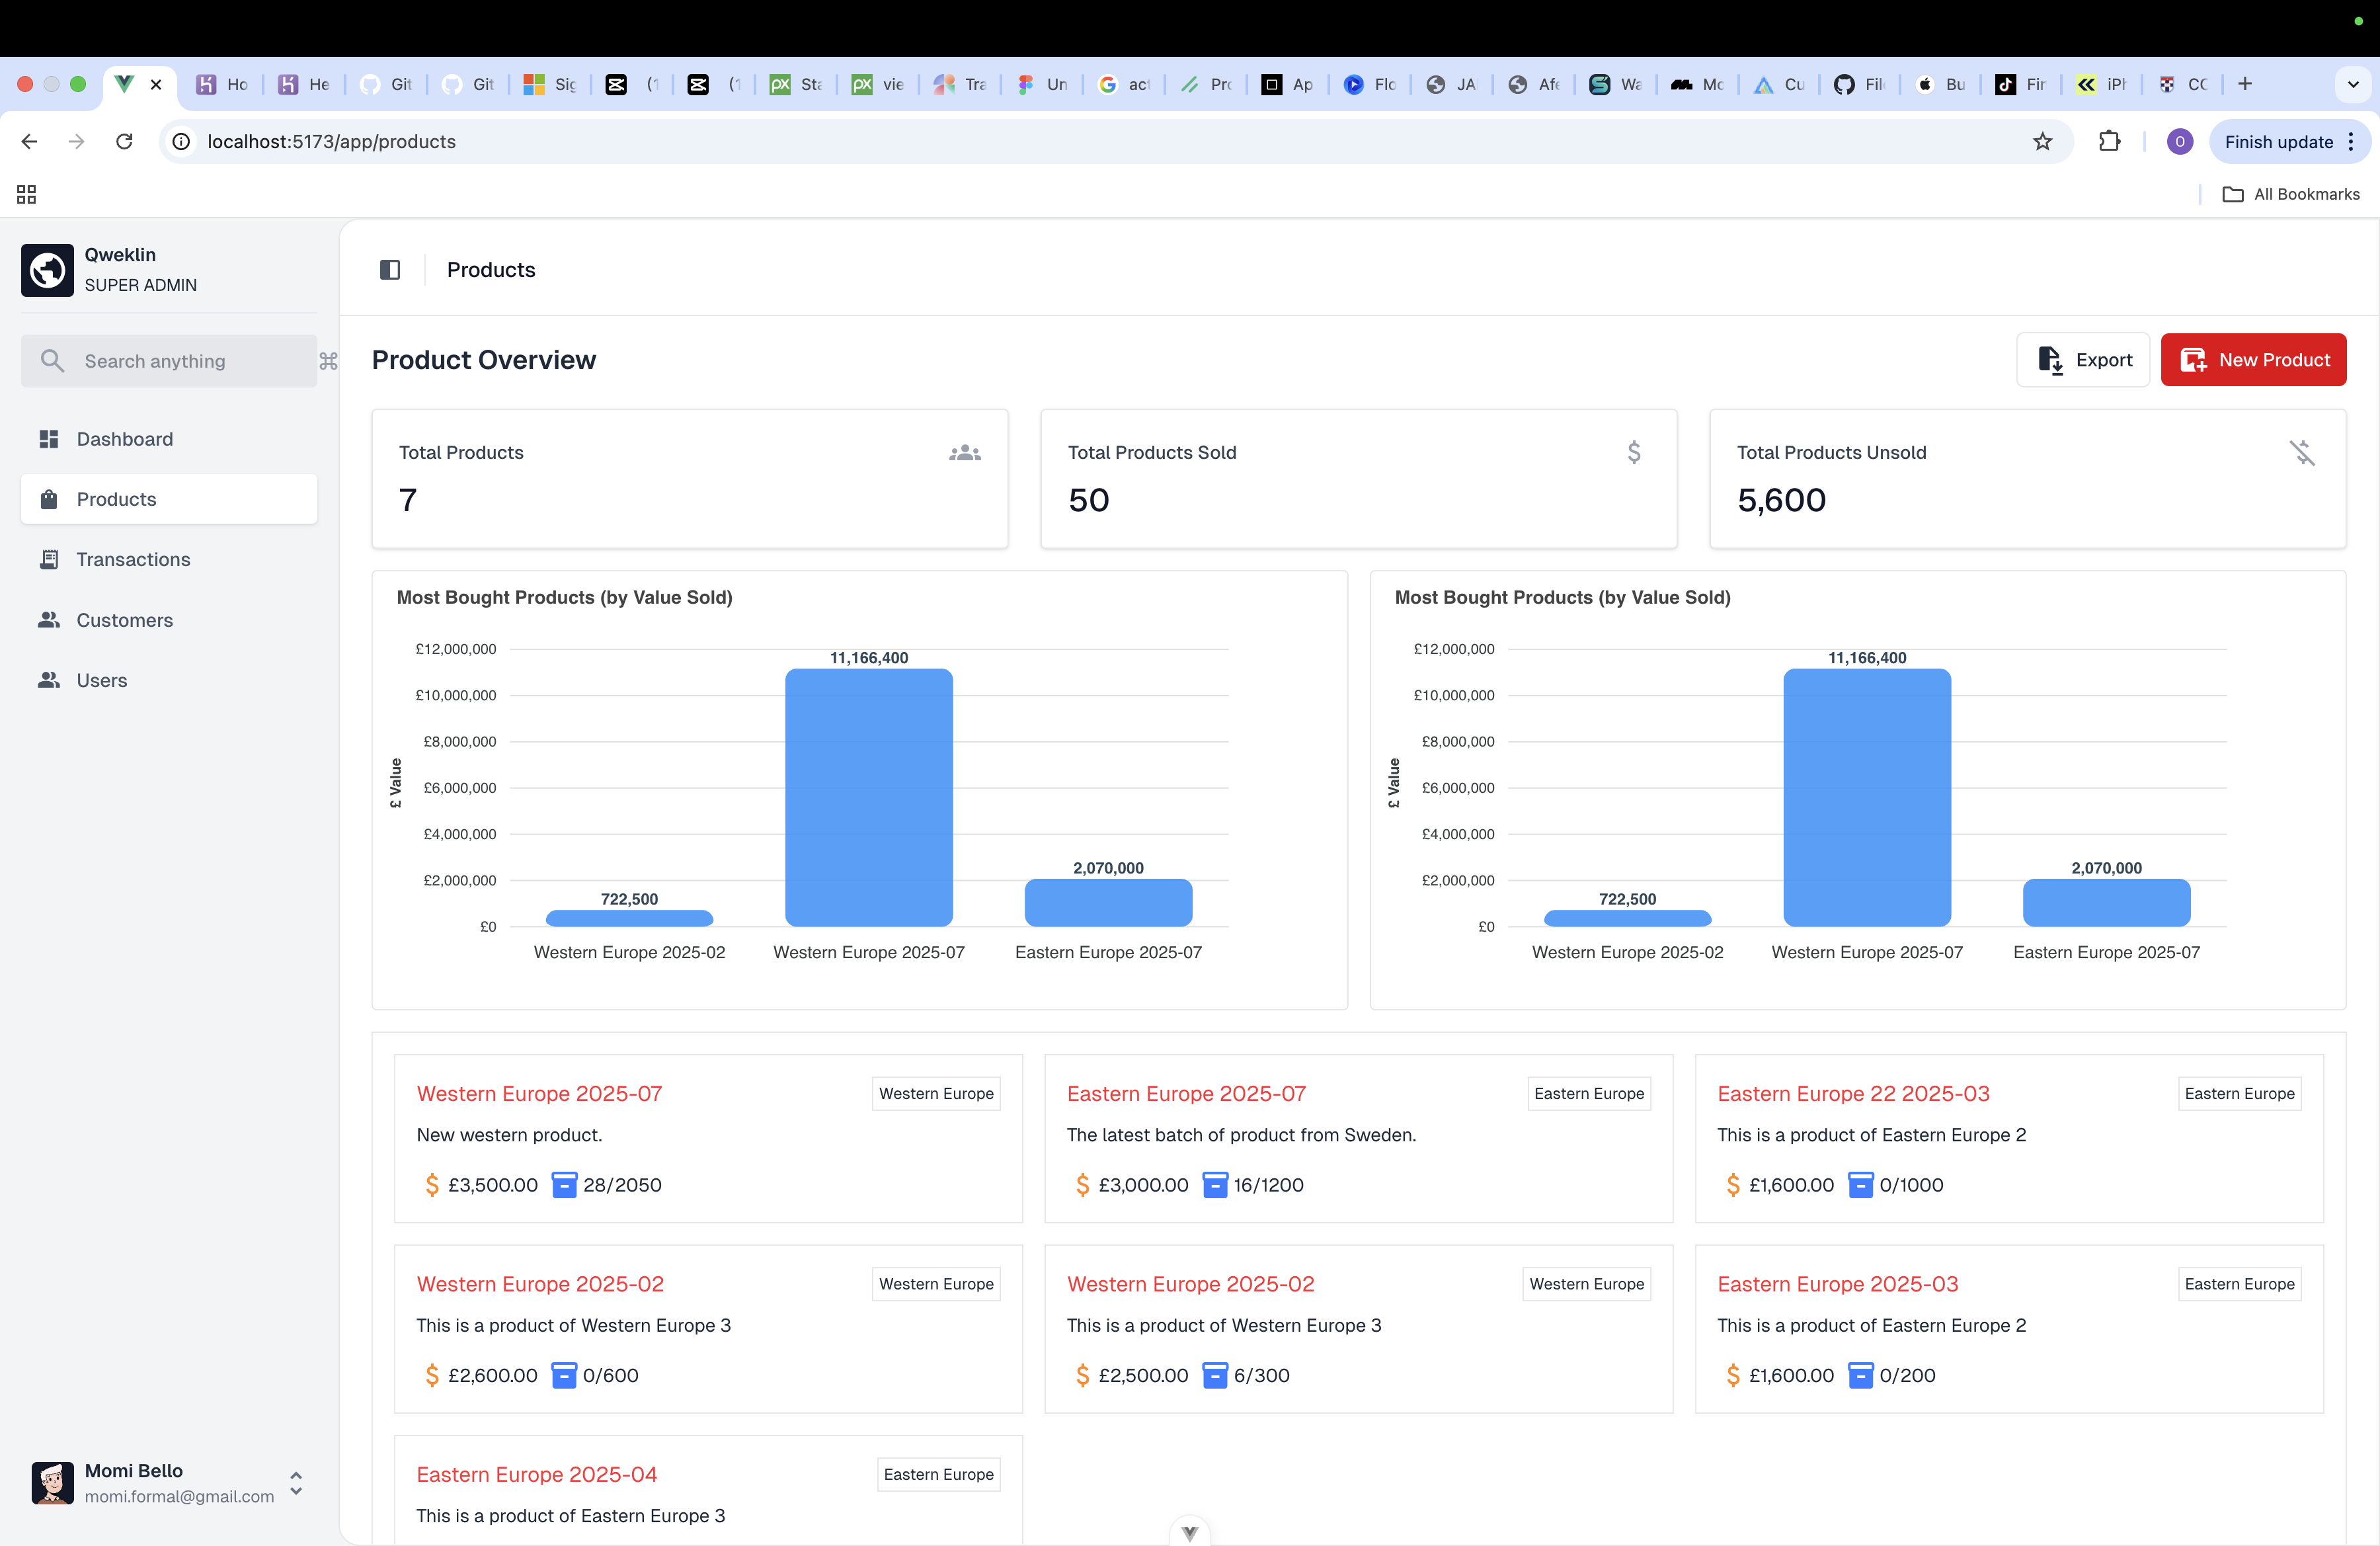 Ho
He
Git
Git
Sig
(1
(1
Sta
vie
Tra
Un
act
Pro
Ap
Flo
JA
Afe
Wa
Mo
Cu
File
Bu
Fin
iPh
CC
localhost:5173/app/products
O
Finish update
All Bookmarks
Qweklin
SUPER ADMIN
Search anything
⌘
Dashboard
Products
Transactions
Customers
Users
Momi Bello
momi.formal@gmail.com
Products
Product Overview
Export
New Product
Total Products
7
Total Products Sold
50
Total Products Unsold
5,600
Most Bought Products (by Value Sold)
£ Value
£12,000,000
£10,000,000
£8,000,000
£6,000,000
£4,000,000
£2,000,000
£0
722,500
11,166,400
2,070,000
Western Europe 2025-02
Western Europe 2025-07
Eastern Europe 2025-07
Most Bought Products (by Value Sold)
£ Value
£12,000,000
£10,000,000
£8,000,000
£6,000,000
£4,000,000
£2,000,000
£0
722,500
11,166,400
2,070,000
Western Europe 2025-02
Western Europe 2025-07
Eastern Europe 2025-07
Western Europe 2025-07
Western Europe
New western product.
$ £3,500.00 28/2050
Eastern Europe 2025-07
Eastern Europe
The latest batch of product from Sweden.
$ £3,000.00 16/1200
Eastern Europe 22 2025-03
Eastern Europe
This is a product of Eastern Europe 2
$ £1,600.00 0/1000
Western Europe 2025-02
Western Europe
This is a product of Western Europe 3
$ £2,600.00 0/600
Western Europe 2025-02
Western Europe
This is a product of Western Europe 3
$ £2,500.00 6/300
Eastern Europe 2025-03
Eastern Europe
This is a product of Eastern Europe 2
$ £1,600.00 0/200
Eastern Europe 2025-04
Eastern Europe
This is a product of Eastern Europe 3